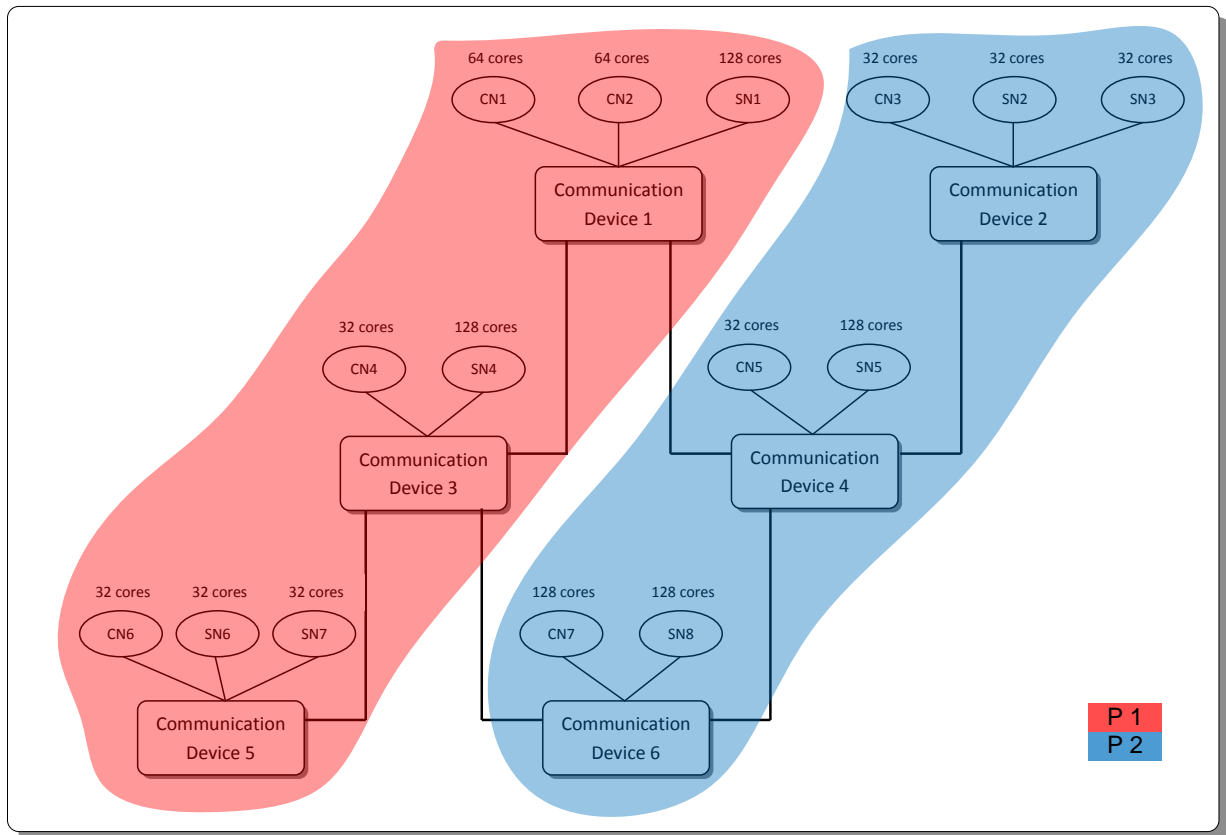 64 cores 64 cores 128 cores 32 cores 32 cores 32 cores
CN1 CN2 SN1 CN3 SN2 SN3
Communication Communication
Device 1 Device 2
32 cores 128 cores 32 cores 128 cores
CN4 SN4 CN5 SN5
Communication Communication
Device 3 Device 4
32 cores 32 cores 32 cores 128 cores 128 cores
CN6 SN6 SN7 CN7 SN8
Communication Communication
Device 5 Device 6
P 1
P 2